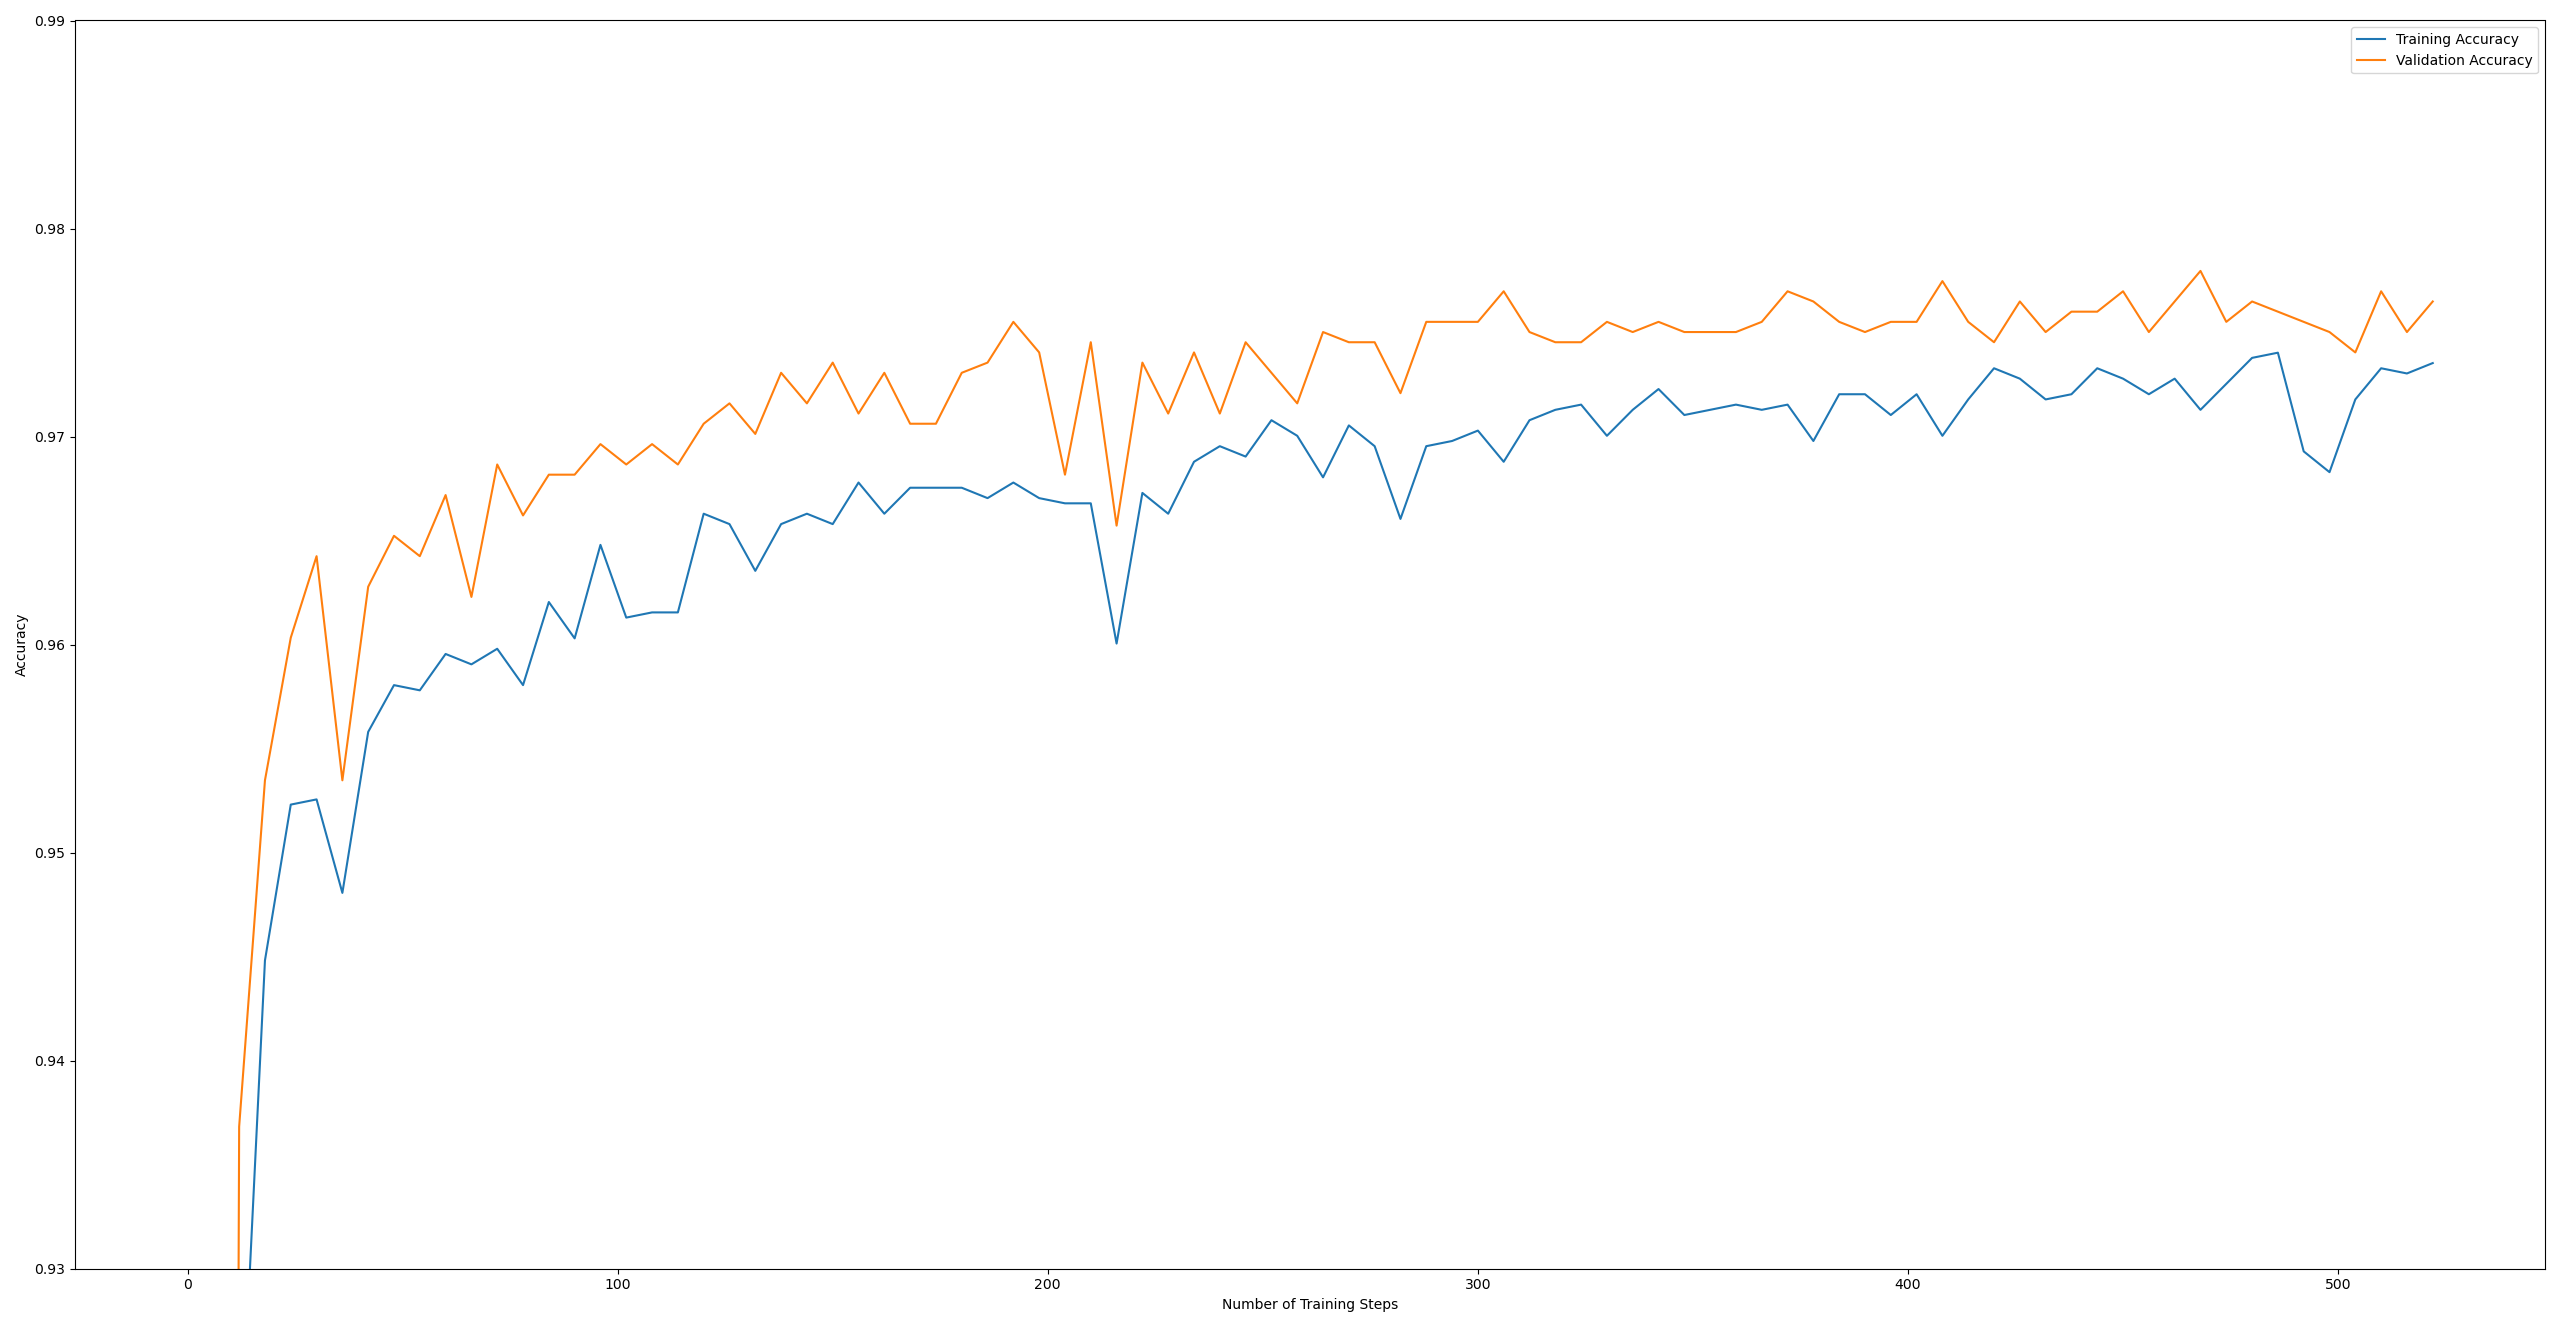 0.99
0.98
0.97
0.96
0.95
0.94
0.93
Accuracy
0 100 200 300 400 500
Number of Training Steps
Training Accuracy
Validation Accuracy